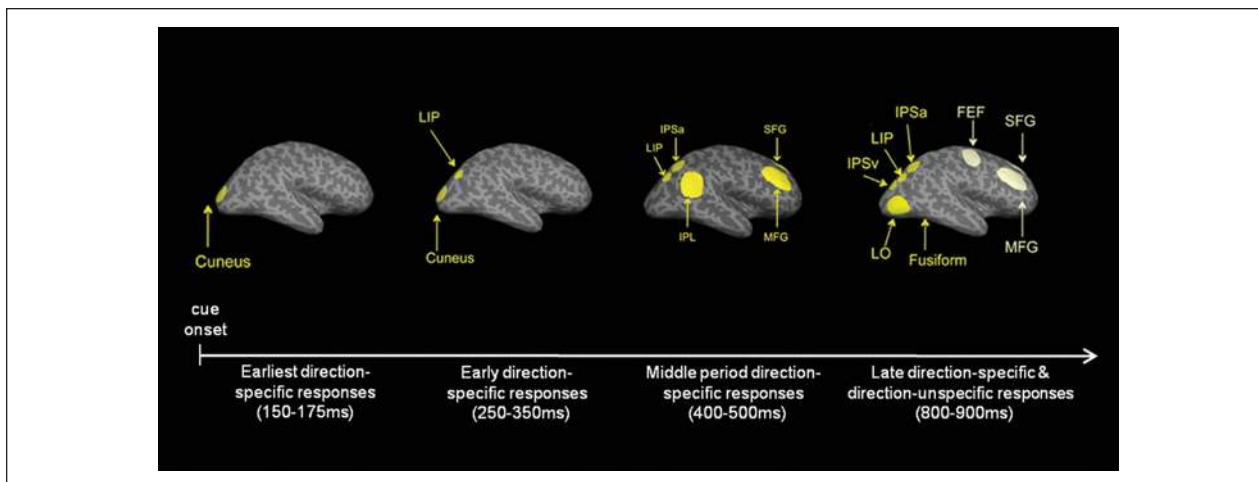 Cuneus
LIP
Cuneus
IPSa
LIP
SFG
IPL
MFG
IPSa
LIP
IPSv
FEF
SFG
LO
Fusiform
MFG
cue
onset
Earliest direction-
specific responses
(150-175ms)
Early direction-
specific responses
(250-350ms)
Middle period direction-
specific responses
(400-500ms)
Late direction-specific &
direction-unspecific responses
(800-900ms)